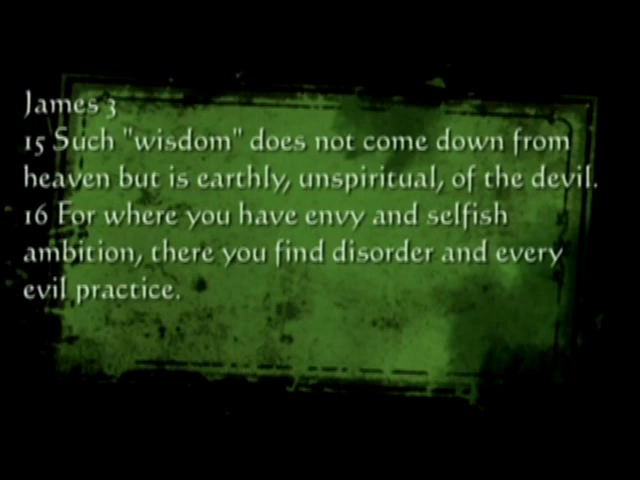 James 3
15 Such "wisdom" does not come down from
heaven but is earthly, unspiritual, of the devil.
16 For where you have envy and selfish
ambition, there you find disorder and every
evil practice.